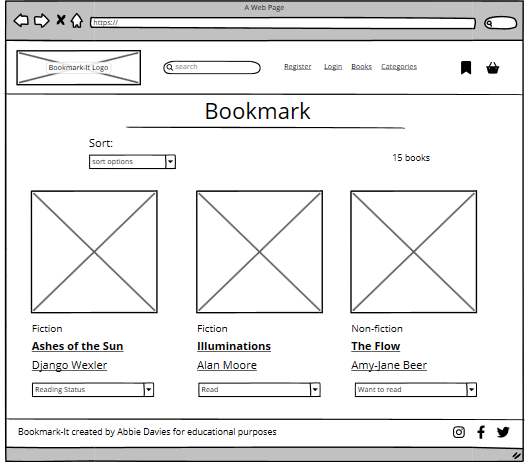 A Web Page
https://
Bookmark-It Logo
search
Register Login Books Categories
Bookmark
Sort:
sort options
15 books
Fiction Fiction Non-fiction
Ashes of the Sun Illuminations The Flow
Django Wexler Alan Moore Amy-Jane Beer
Reading Status Read Want to read
Bookmark-It created by Abbie Davies for educational purposes